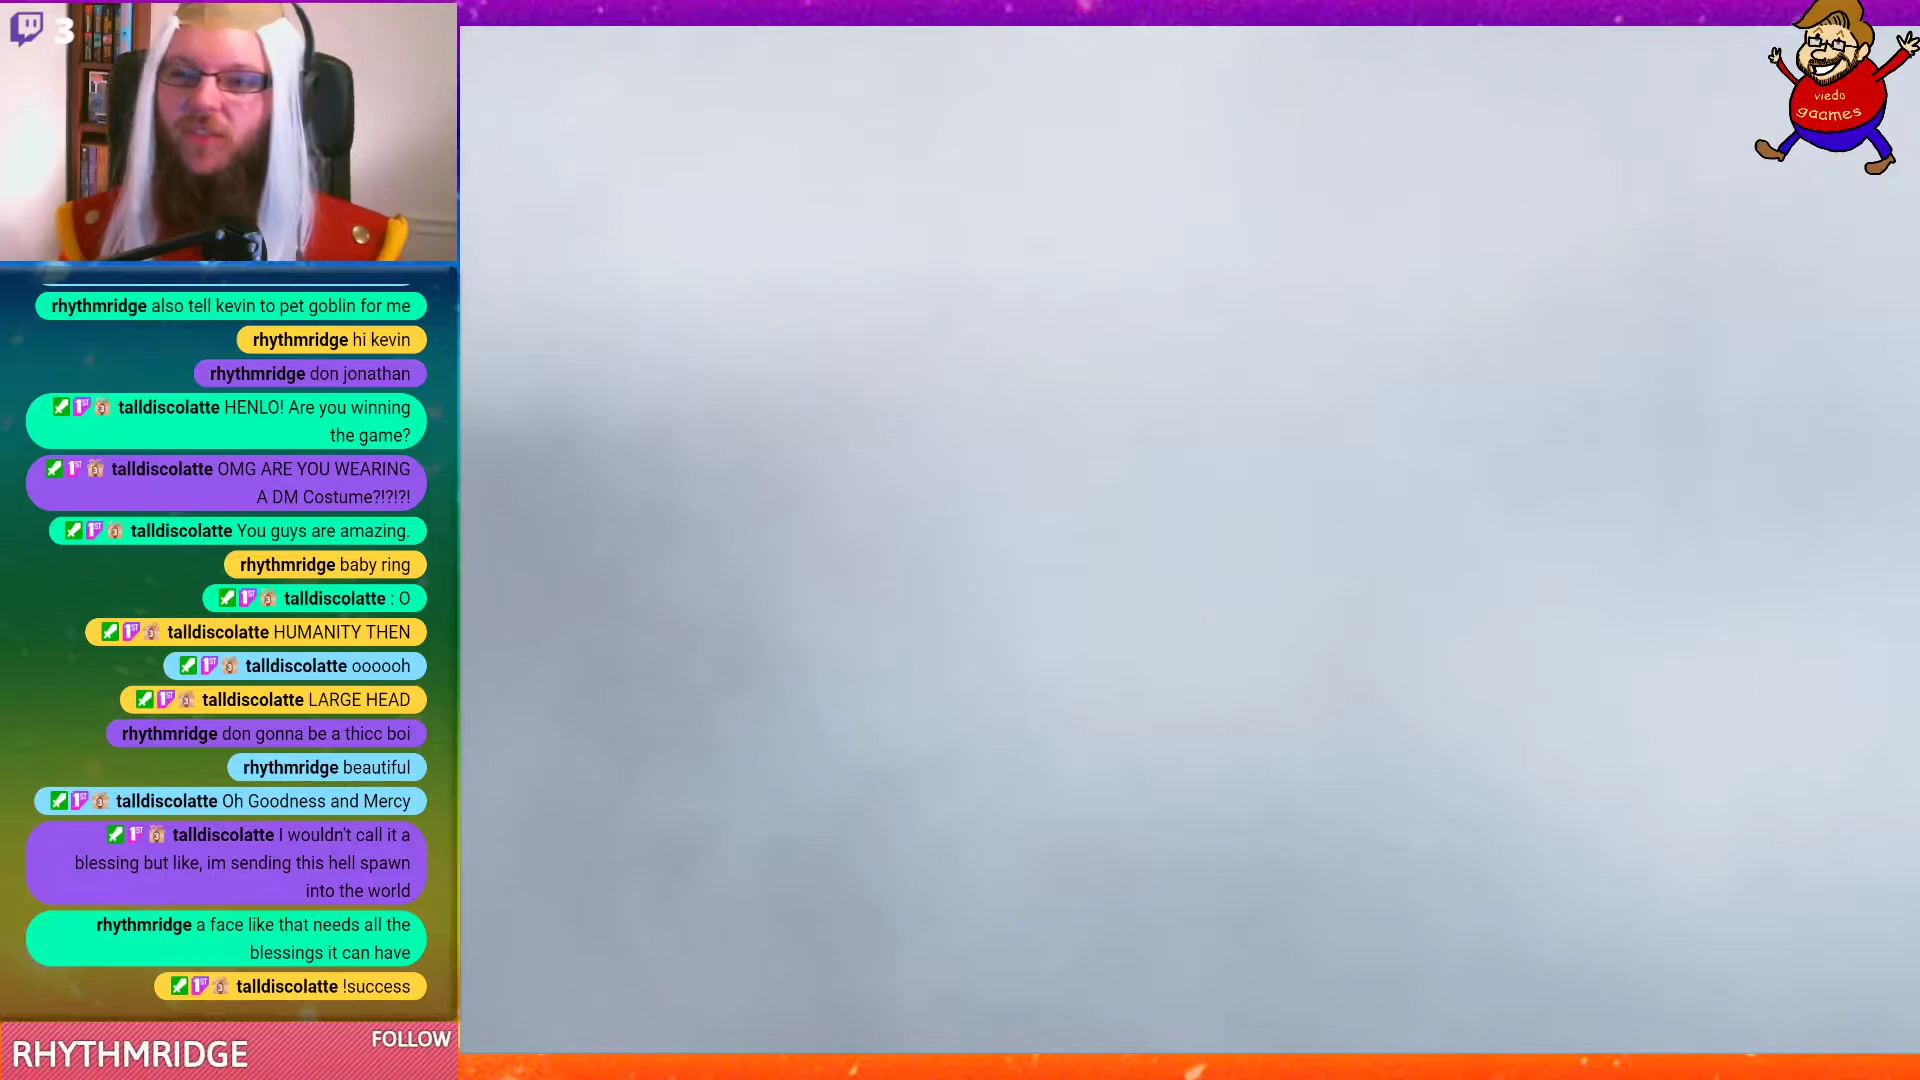 3
rhythmridge also tell kevin to pet goblin for me
rhythmridge hi kevin
rhythmridge don jonathan
talldiscolatte HENLO! Are you winning
the game?
talldiscolatte OMG ARE YOU WEARING
A DM Costume?!?!?!
talldiscolatte You guys are amazing.
rhythmridge baby ring
talldiscolatte : O
talldiscolatte HUMANITY THEN
talldiscolatte oooooh
talldiscolatte LARGE HEAD
rhythmridge don gonna be a thicc boi
rhythmridge beautiful
talldiscolatte Oh Goodness and Mercy
talldiscolatte I wouldn't call it a
blessing but like, im sending this hell spawn
into the world
rhythmridge a face like that needs all the
blessings it can have
talldiscolatte !success
RHYTHMRIDGE
FOLLOW
viedo
gaames